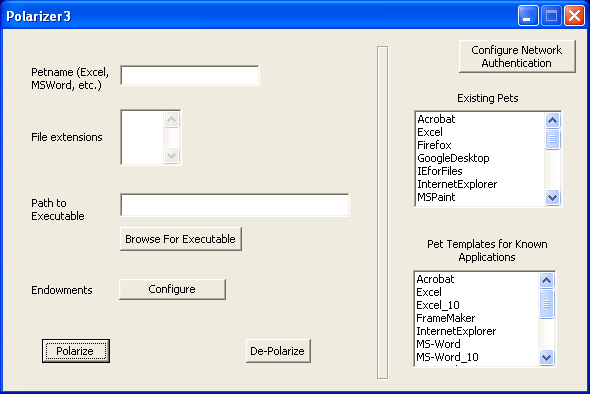 Polarizer3
Petname (Excel,
MSWord, etc.)
File extensions
Path to
Executable
Browse For Executable
Endowments
Configure
Polarize
De-Polarize
Configure Network
Authentication
Existing Pets
Acrobat
Excel
Firefox
GoogleDesktop
IEforFiles
InternetExplorer
MSPaint
Pet Templates for Known
Applications
Acrobat
Excel
Excel_10
FrameMaker
InternetExplorer
MS-Word
MS-Word_10